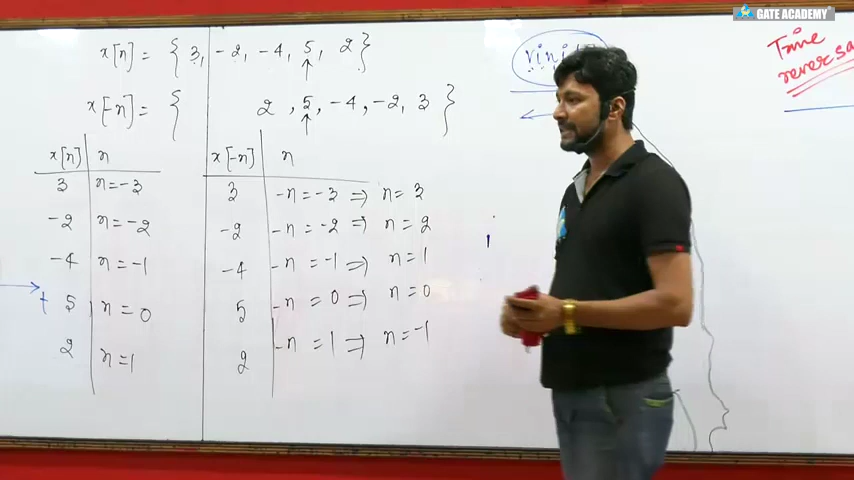 GATE ACADEMY
x[n] = { 3, -2, -4, 5, 2 }
↑
x[-n] = { 2, 5, -4, -2, 3 }
↑
Time
x[n] n
3 n=-3
-2 n=-2
-4 n=-1
5 n=0
2 n=1
x[-n] n
3 -n=-3 ⇒ n=3
-2 -n=-2 ⇒ n=2
-4 -n=-1 ⇒ n=1
5 -n=0 ⇒ n=0
2 -n=1 ⇒ n=-1